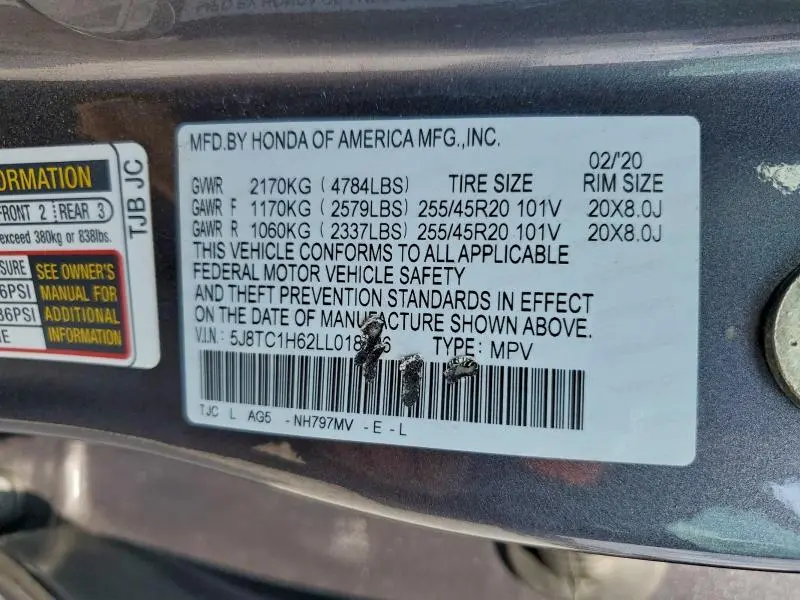 MFD.BY HONDA OF AMERICA MFG.,INC.
02/'20
GVWR 2170KG (4784LBS) TIRE SIZE RIM SIZE
GAWR F 1170KG (2579LBS) 255/45R20 101V 20X8.0J
GAWR R 1060KG (2337LBS) 255/45R20 101V 20X8.0J
THIS VEHICLE CONFORMS TO ALL APPLICABLE
FEDERAL MOTOR VEHICLE SAFETY
AND THEFT PREVENTION STANDARDS IN EFFECT
ON THE DATE OF MANUFACTURE SHOWN ABOVE.
V.I.N: TYPE: MPV
TJC L AG5 -NH797MV -E-L
FRONT 2 REAR 3
exceed 380kg or 838lbs.
SEE OWNER'S
MANUAL FOR
ADDITIONAL
INFORMATION
TJB JC